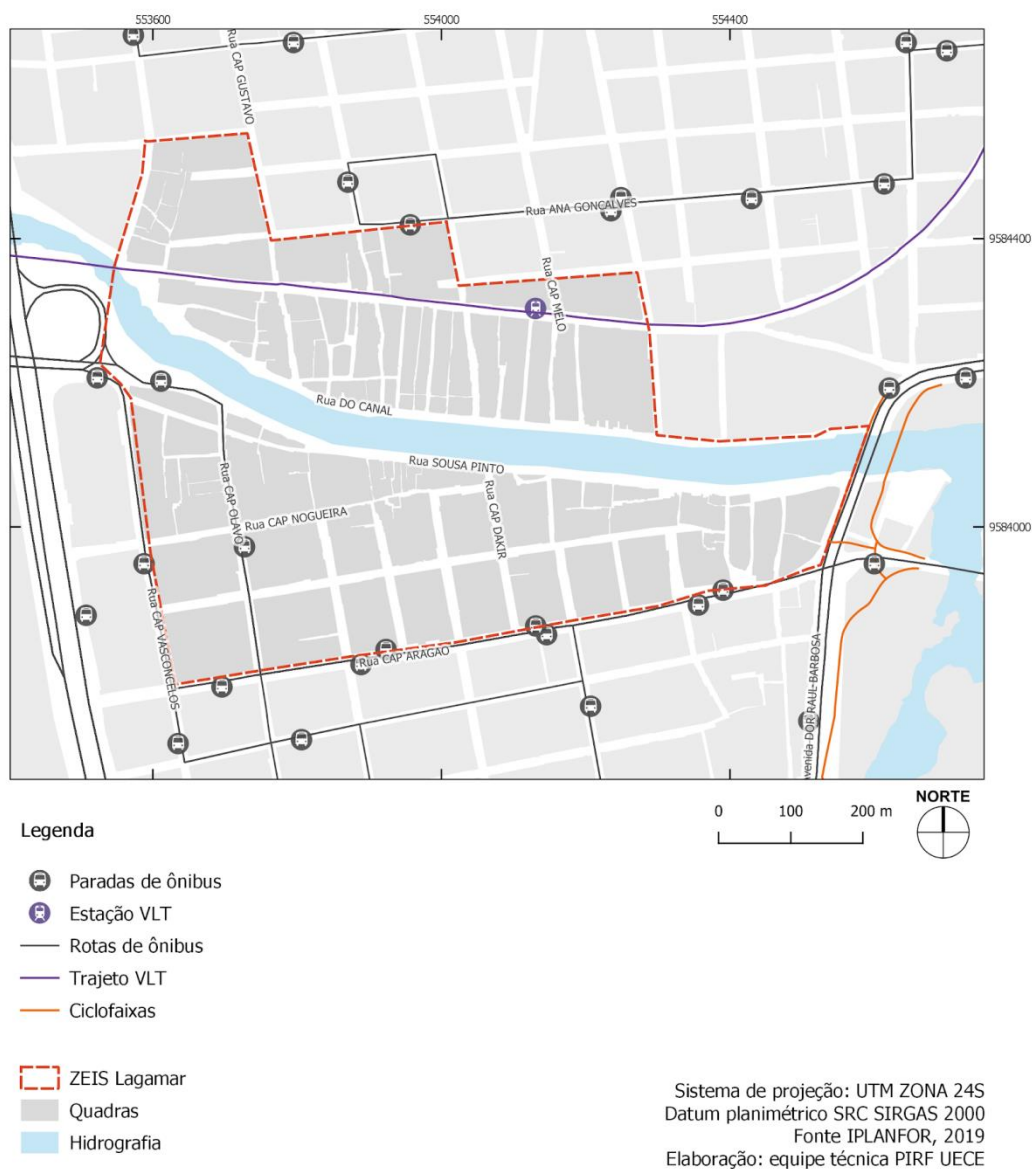 553600
554000
554400
Rua CAP GUSTAVO
Rua ANA GONCALVES
9584400
Rua CAP MELO
Rua DO CANAL
Rua SOUSA PINTO
Rua CAP OLAVO
Rua CAP NOGUEIRA
Rua CAP DAKIR
9584000
Rua CAP VASCONCELOS
Rua CAP ARAGAO
Avenida DOR RAUL-BARBOSA
0 100 200 m
NORTE
Legenda
Paradas de ônibus
Estação VLT
Rotas de ônibus
Trajeto VLT
Ciclofaixas
ZEIS Lagamar
Quadras
Hidrografia
Sistema de projeção: UTM ZONA 24S
Datum planimétrico SRC SIRGAS 2000
Fonte IPLANFOR, 2019
Elaboração: equipe técnica PIRF UECE